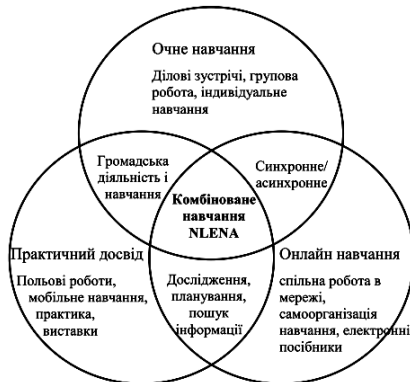 Очне навчання
Ділові зустрічі, групова
робота, індивідуальне
навчання
Громадська
діяльність і
навчання
Синхронне/
асинхронне
Комбіноване
навчання
NLENA
Практичний досвід
Польові роботи,
мобільне навчання,
практика,
виставки
Дослідження,
планування,
пошук
інформації
Онлайн навчання
спільна робота в
мережі,
самоорганізація
навчання, електронні
посібники